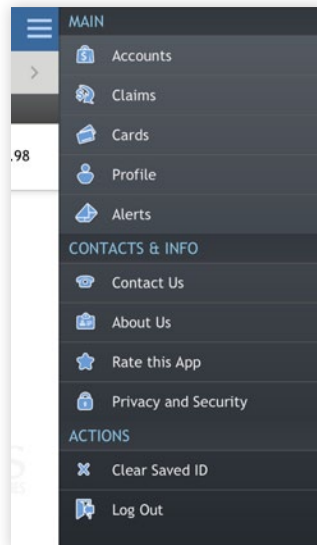 MAIN
Accounts
Claims
Cards
.98
Profile
Alerts
CONTACTS & INFO
Contact Us
About Us
Rate this App
Privacy and Security
ACTIONS
Clear Saved ID
Log Out